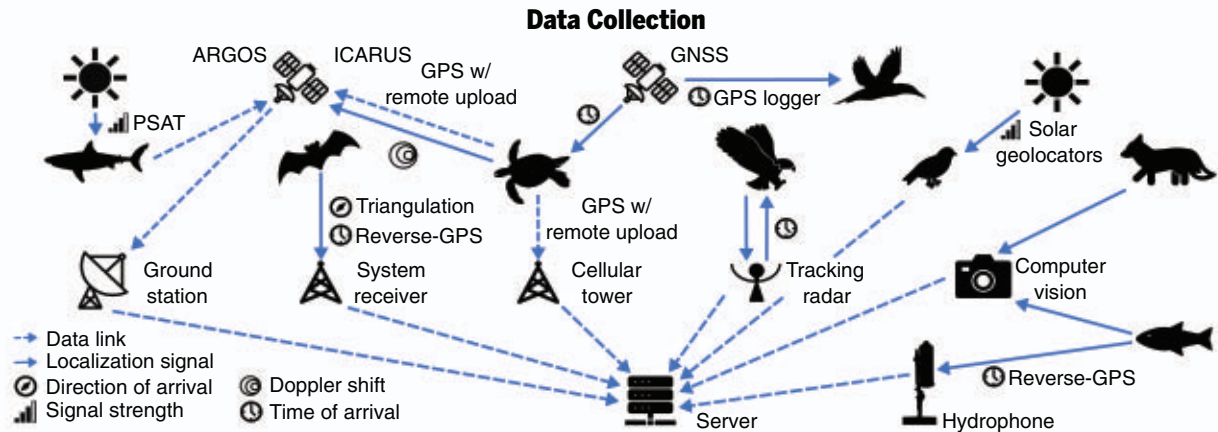 Data Collection
ARGOS
ICARUS
GPS w/
remote upload
GNSS
GPS logger
PSAT
Solar
geolocators
Triangulation
Reverse-GPS
GPS w/
remote upload
Ground
station
System
receiver
Cellular
tower
Tracking
radar
Computer
vision
Data link
Localization signal
Direction of arrival
Signal strength
Doppler shift
Time of arrival
Server
Reverse-GPS
Hydrophone